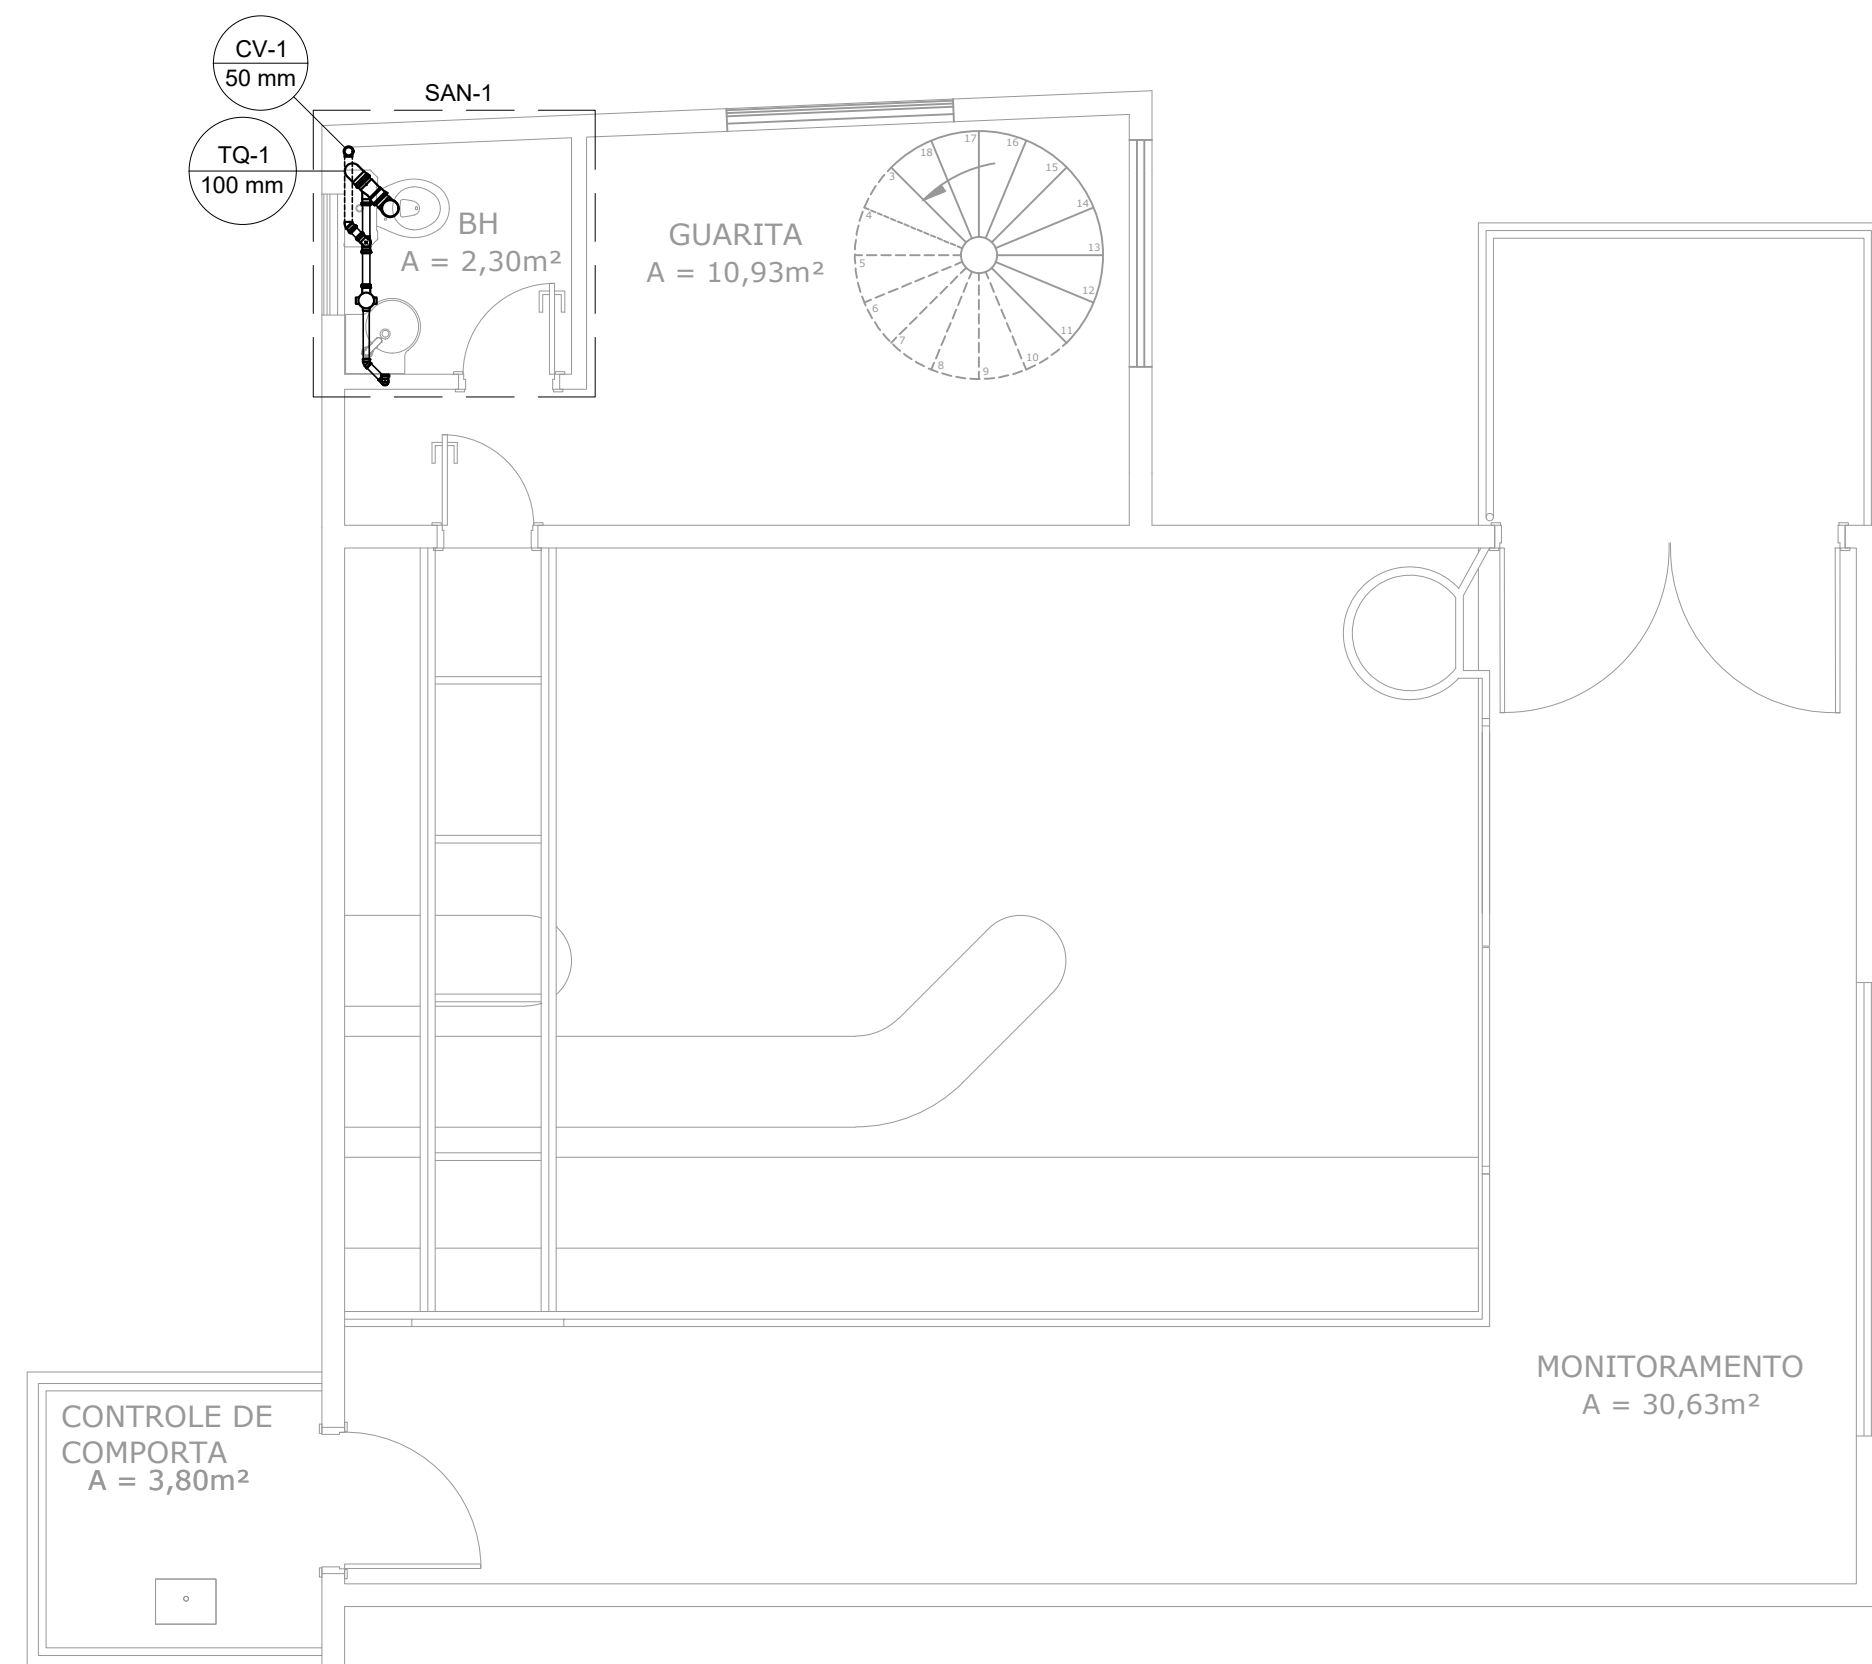 CV-1
50 mm
SAN-1
TQ-1
100 mm
BH
A = 2,30m²
GUARITA
A = 10,93m²
17
16
18
15
3
14
4
13
5
12
6
11
7
10
8
9
MONITORAMENTO
A = 30,63m²
CONTROLE DE
COMPORTA
A = 3,80m²